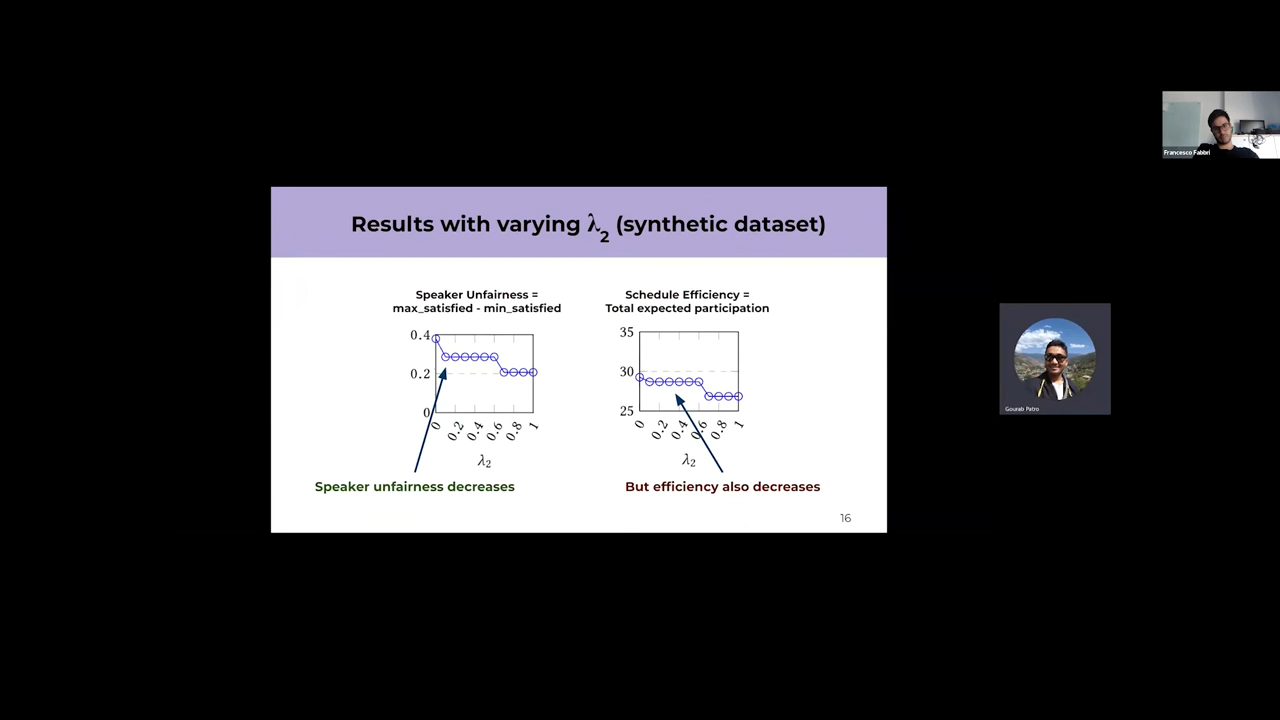 Francesco Fabbri
Results with varying λ2 (synthetic dataset)
Speaker Unfairness =
max_satisfied - min_satisfied
0.4
0.2
0
0
0.2
0.4
0.6
0.8
1
λ2
Speaker unfairness decreases
Schedule Efficiency =
Total expected participation
35
30
25
0
0.2
0.4
0.6
0.8
1
λ2
But efficiency also decreases
16
Gourab Patro